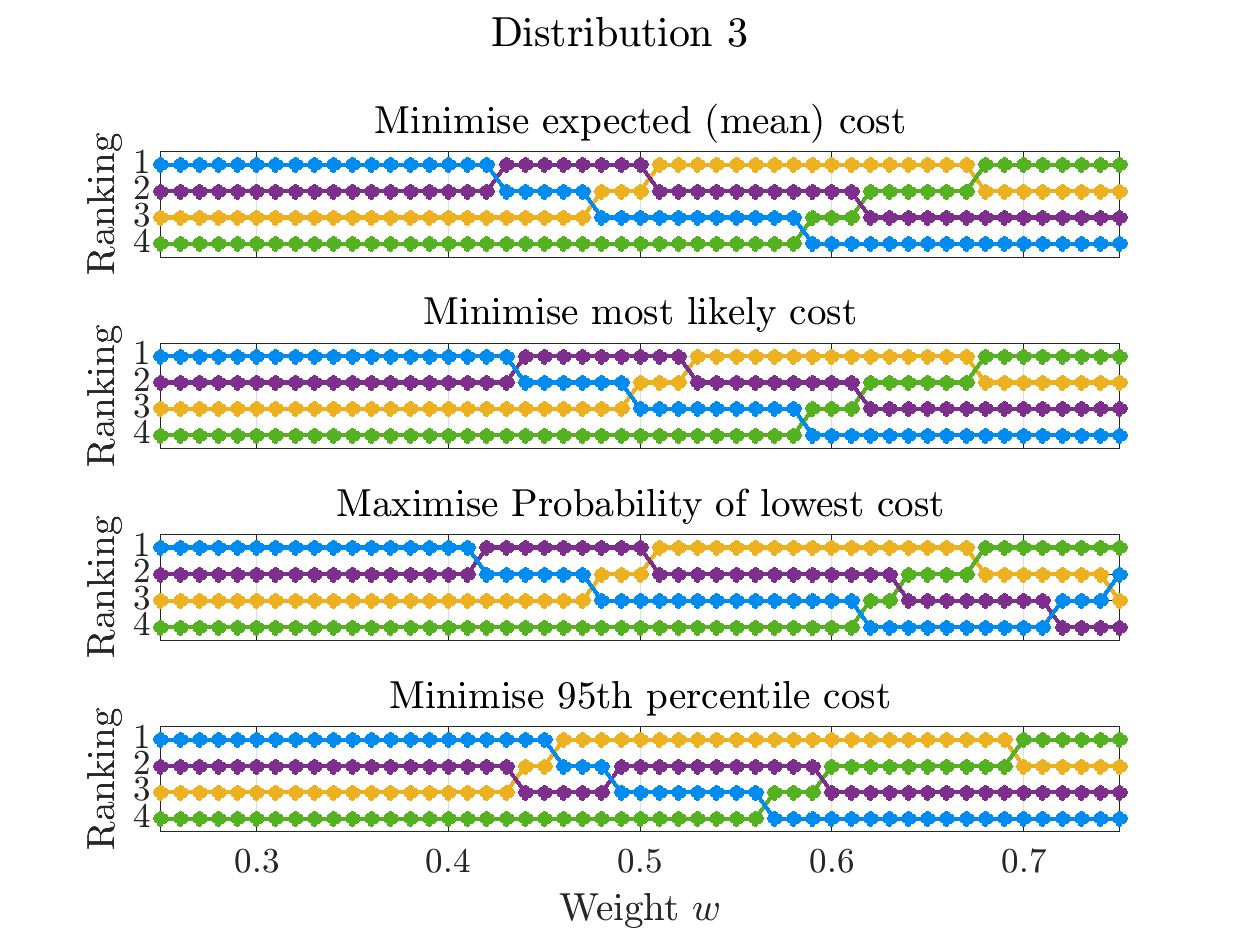 Distribution 3
Minimise expected (mean) cost
Ranking
1
2
3
4
Minimise most likely cost
Ranking
1
2
3
4
Maximise Probability of lowest cost
Ranking
1
2
3
4
Minimise 95th percentile cost
Ranking
1
2
3
4
0.3 0.4 0.5 0.6 0.7
Weight w